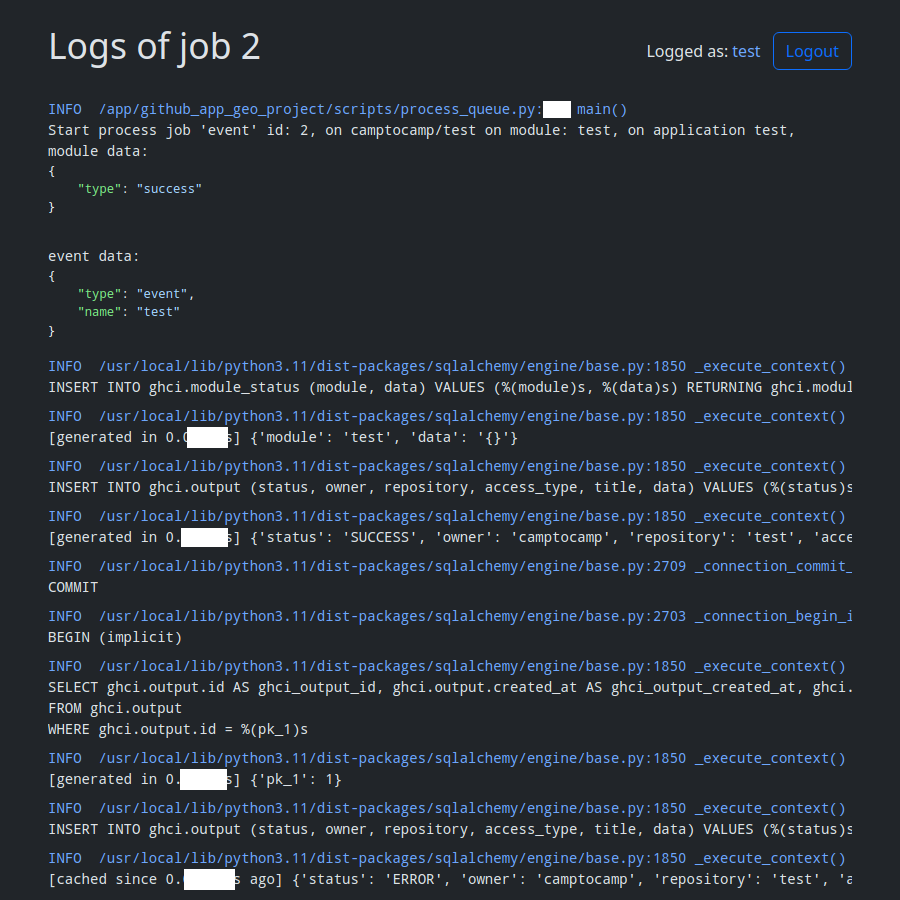 Logs of job 2
Logged as: test Logout
INFO /app/github_app_geo_project/scripts/process_queue.py: main()
Start process job 'event' id: 2, on camptocamp/test on module: test, on application test,
module data:
{
    "type": "success"
}
event data:
{
    "type": "event",
    "name": "test"
}
INFO /usr/local/lib/python3.11/dist-packages/sqlalchemy/engine/base.py:1850 _execute_context()
INSERT INTO ghci.module_status (module, data) VALUES (%(module)s, %(data)s) RETURNING ghci.modul
INFO /usr/local/lib/python3.11/dist-packages/sqlalchemy/engine/base.py:1850 _execute_context()
[generated in 0.0 s] {'module': 'test', 'data': '{}'}
INFO /usr/local/lib/python3.11/dist-packages/sqlalchemy/engine/base.py:1850 _execute_context()
INSERT INTO ghci.output (status, owner, repository, access_type, title, data) VALUES (%(status)s
INFO /usr/local/lib/python3.11/dist-packages/sqlalchemy/engine/base.py:1850 _execute_context()
[generated in 0. s] {'status': 'SUCCESS', 'owner': 'camptocamp', 'repository': 'test', 'acce
INFO /usr/local/lib/python3.11/dist-packages/sqlalchemy/engine/base.py:2709 _connection_commit_
COMMIT
INFO /usr/local/lib/python3.11/dist-packages/sqlalchemy/engine/base.py:2703 _connection_begin_i
BEGIN (implicit)
INFO /usr/local/lib/python3.11/dist-packages/sqlalchemy/engine/base.py:1850 _execute_context()
SELECT ghci.output.id AS ghci_output_id, ghci.output.created_at AS ghci_output_created_at, ghci.
FROM ghci.output
WHERE ghci.output.id = %(pk_1)s
INFO /usr/local/lib/python3.11/dist-packages/sqlalchemy/engine/base.py:1850 _execute_context()
[generated in 0. s] {'pk_1': 1}
INFO /usr/local/lib/python3.11/dist-packages/sqlalchemy/engine/base.py:1850 _execute_context()
INSERT INTO ghci.output (status, owner, repository, access_type, title, data) VALUES (%(status)s
INFO /usr/local/lib/python3.11/dist-packages/sqlalchemy/engine/base.py:1850 _execute_context()
[cached since 0. s ago] {'status': 'ERROR', 'owner': 'camptocamp', 'repository': 'test', 'a